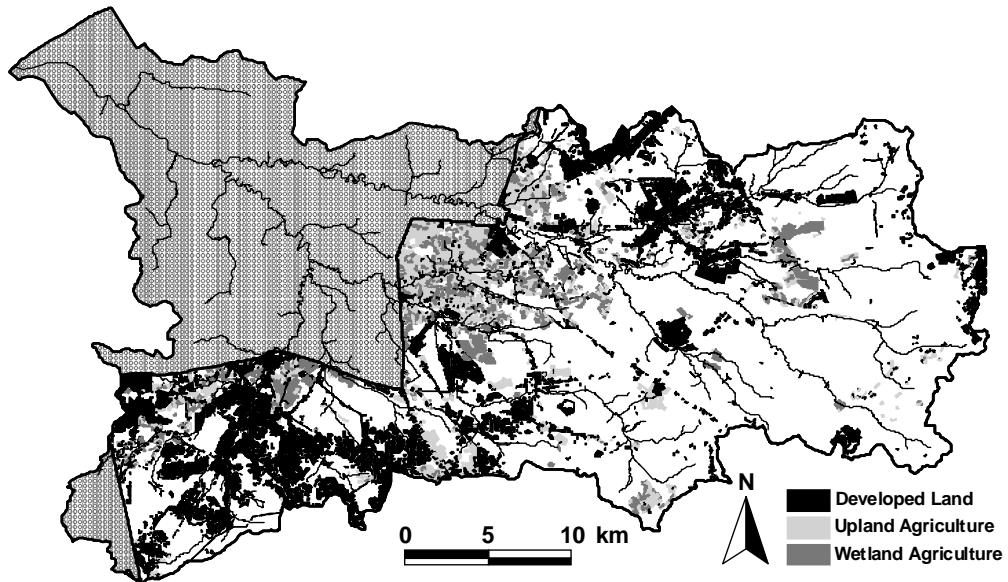 N
0 5 10 km
Developed Land
Upland Agriculture
Wetland Agriculture